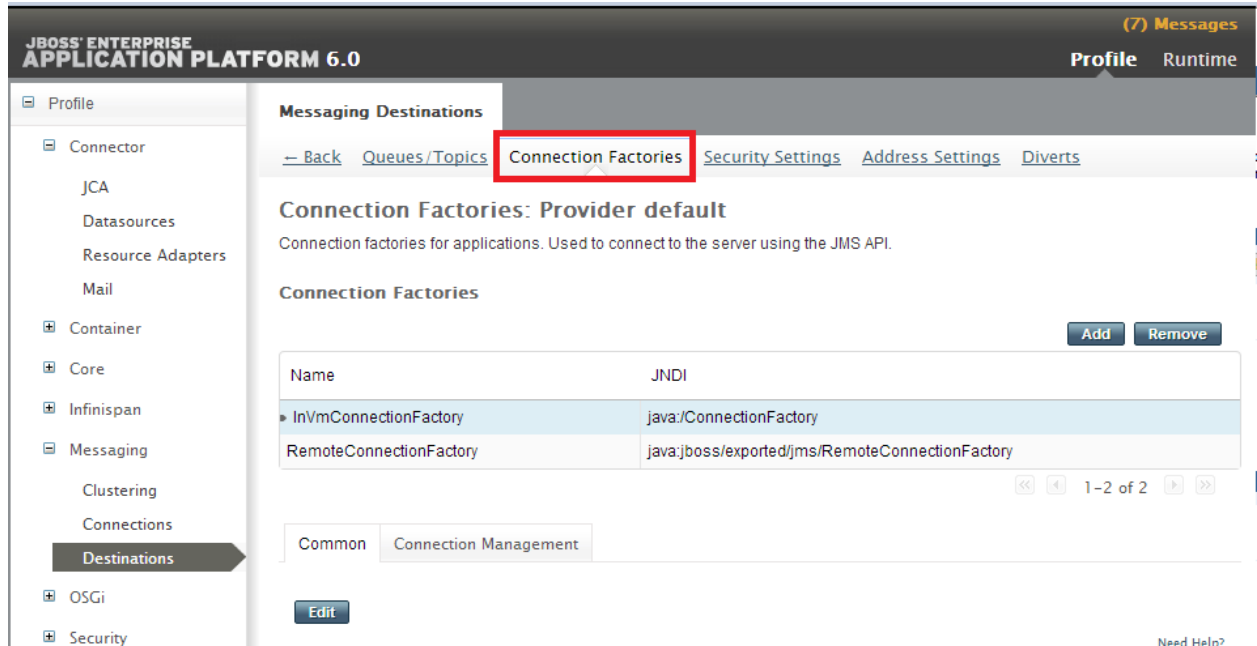 (7) Messages
JBOSS' ENTERPRISE
APPLICATION PLATFORM 6.0
Profile Runtime
Profile
Connector
JCA
Datasources
Resource Adapters
Mail
Container
Core
Infinispan
Messaging
Clustering
Connections
Destinations
OSGi
Security
Messaging Destinations
← Back Queues/Topics Connection Factories Security Settings Address Settings Diverts
Connection Factories: Provider default
Connection factories for applications. Used to connect to the server using the JMS API.
Connection Factories
Add Remove
Name JNDI
InVmConnectionFactory java:/ConnectionFactory
RemoteConnectionFactory java:jboss/exported/jms/RemoteConnectionFactory
1-2 of 2
Common Connection Management
Edit
Need Help?